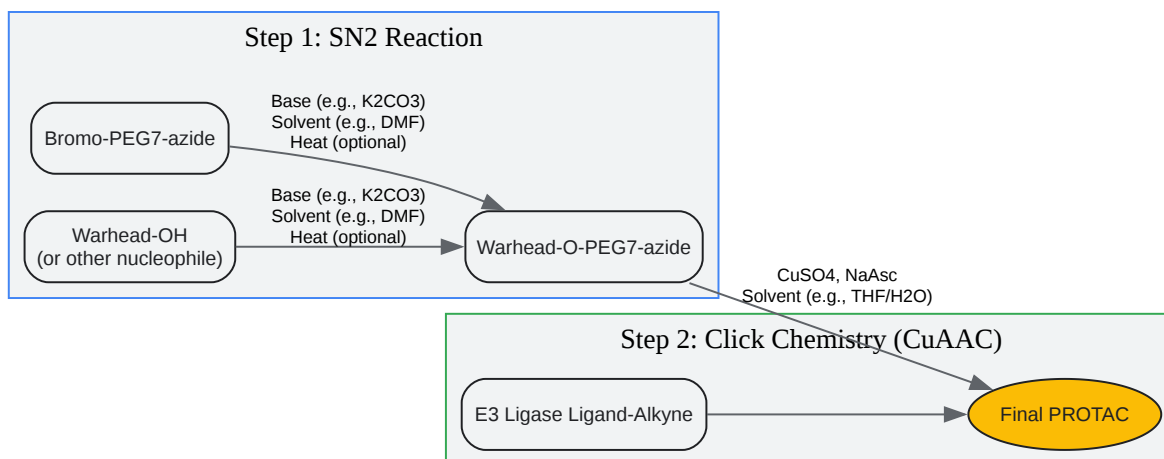 Step 1: SN2 Reaction
Base (e.g., K2CO3)
Solvent (e.g., DMF)
Heat (optional)
Bromo-PEG7-azide
Base (e.g., K2CO3)
Solvent (e.g., DMF)
Heat (optional)
Warhead-OH
(or other nucleophile)
Warhead-O-PEG7-azide
CuSO4, NaAsc
Solvent (e.g., THF/H2O)
Step 2: Click Chemistry (CuAAC)
E3 Ligase Ligand-Alkyne
Final PROTAC